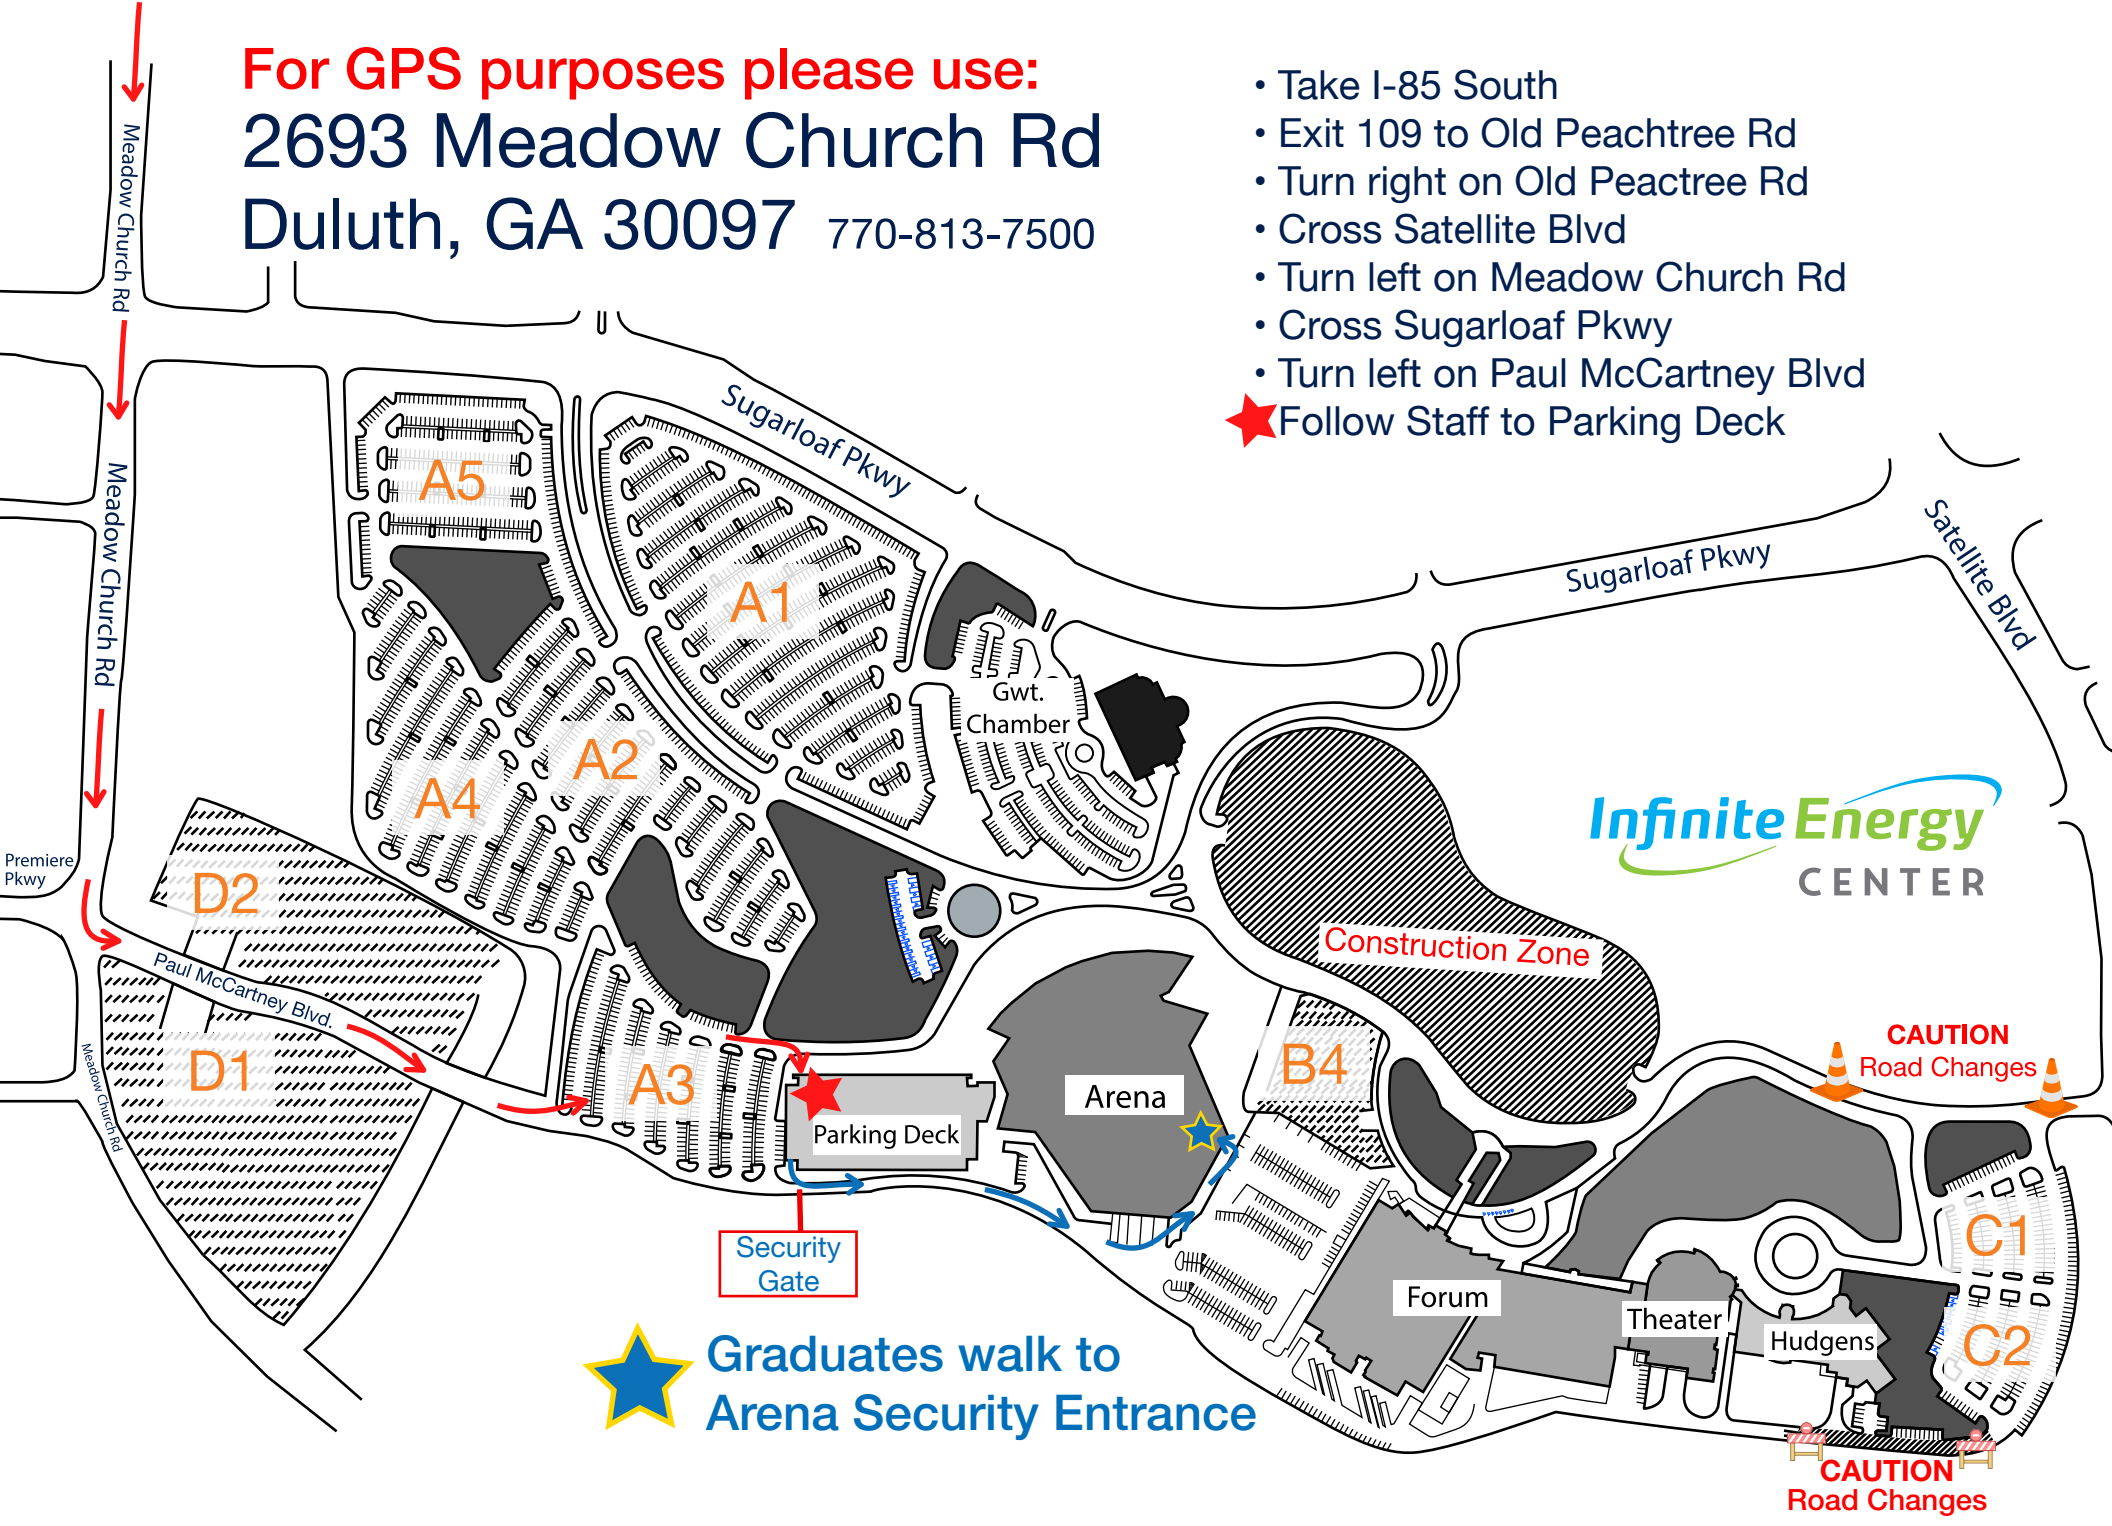 For GPS purposes please use:
2693 Meadow Church Rd
Duluth, GA 30097 770-813-7500
• Take I-85 South
• Exit 109 to Old Peachtree Rd
• Turn right on Old Peactree Rd
• Cross Satellite Blvd
• Turn left on Meadow Church Rd
• Cross Sugarloaf Pkwy
• Turn left on Paul McCartney Blvd
Follow Staff to Parking Deck
Meadow Church Rd
Meadow Church Rd
Sugarloaf Pkwy
Sugarloaf Pkwy
Satellite Blvd
A5
A1
A2
A4
Gwt.
Chamber
Infinite Energy
CENTER
Premiere
Pkwy
D2
Paul McCartney Blvd.
D1
Meadow Church Rd
A3
Parking Deck
Arena
B4
Construction Zone
CAUTION
Road Changes
C1
C2
Security
Gate
Forum
Theater
Hudgens
Graduates walk to
Arena Security Entrance
CAUTION
Road Changes